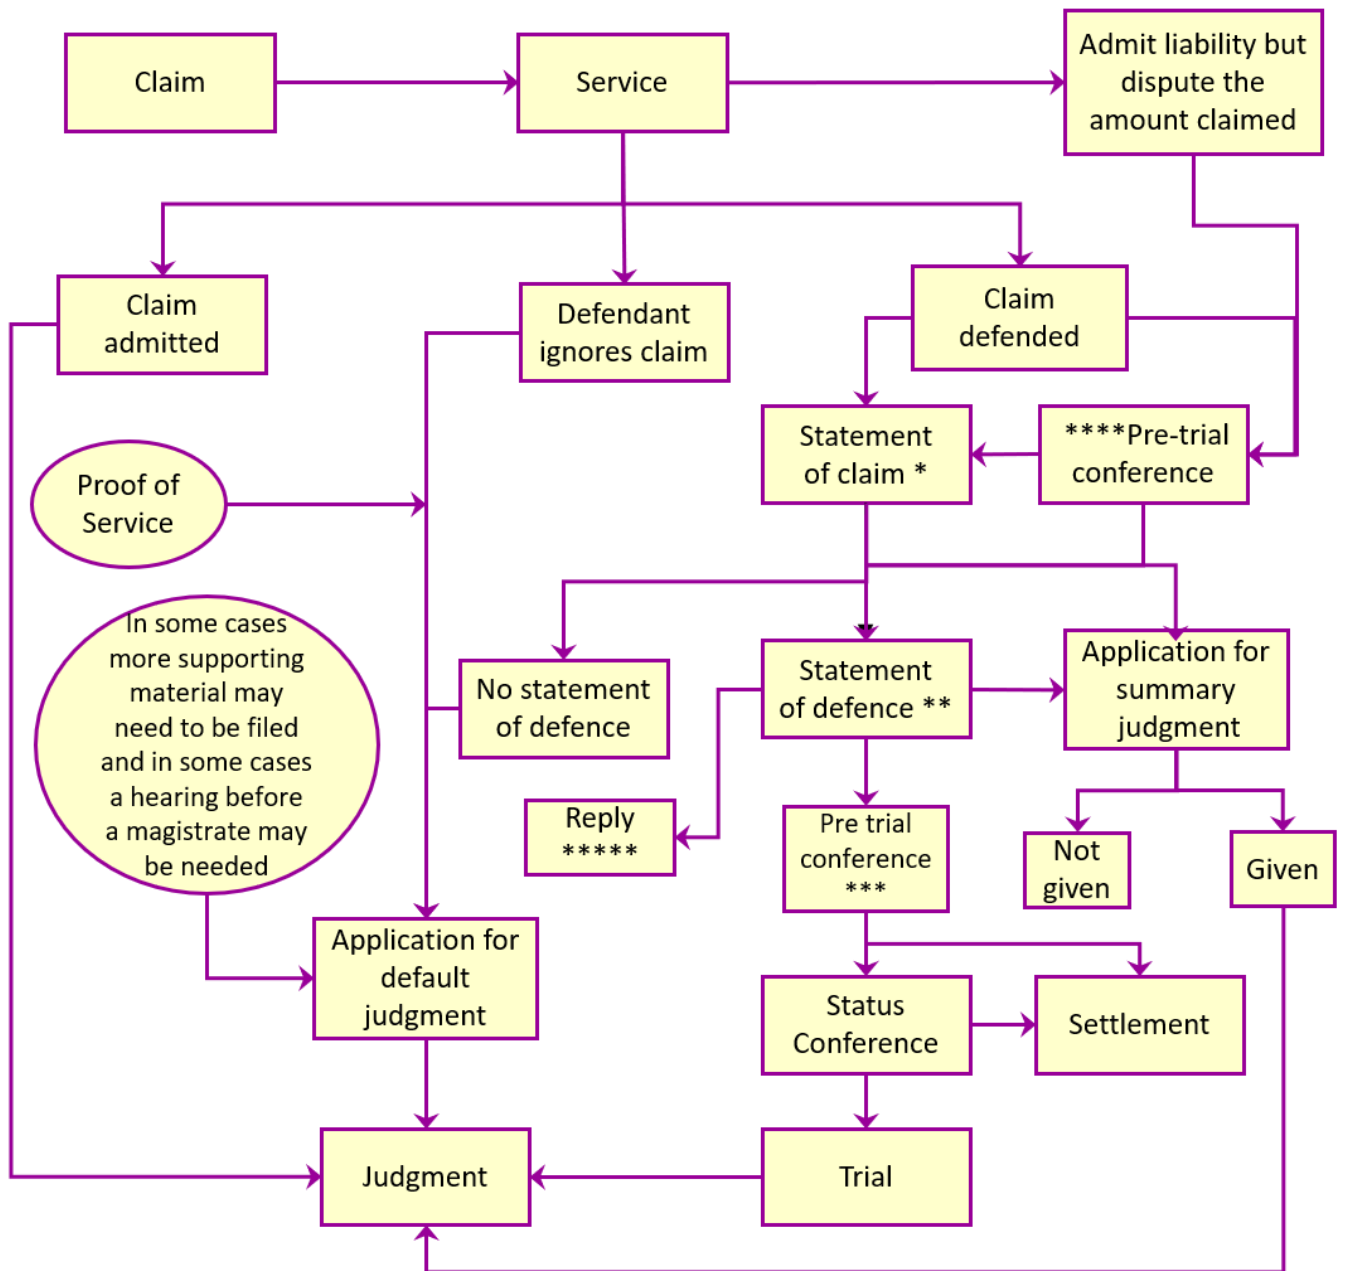 Claim
Service
Admit liability but
dispute the
amount claimed
Claim
admitted
Defendant
ignores claim
Claim
defended
Statement
of claim *
****Pre-trial
conference
Proof of
Service
In some cases
more supporting
material may
need to be filed
and in some cases
a hearing before
a magistrate may
be needed
No statement
of defence
Statement
of defence **
Application for
summary
judgment
Reply
*****
Pre trial
conference
***
Not
given
Given
Application for
default
judgment
Status
Conference
Settlement
Judgment
Trial